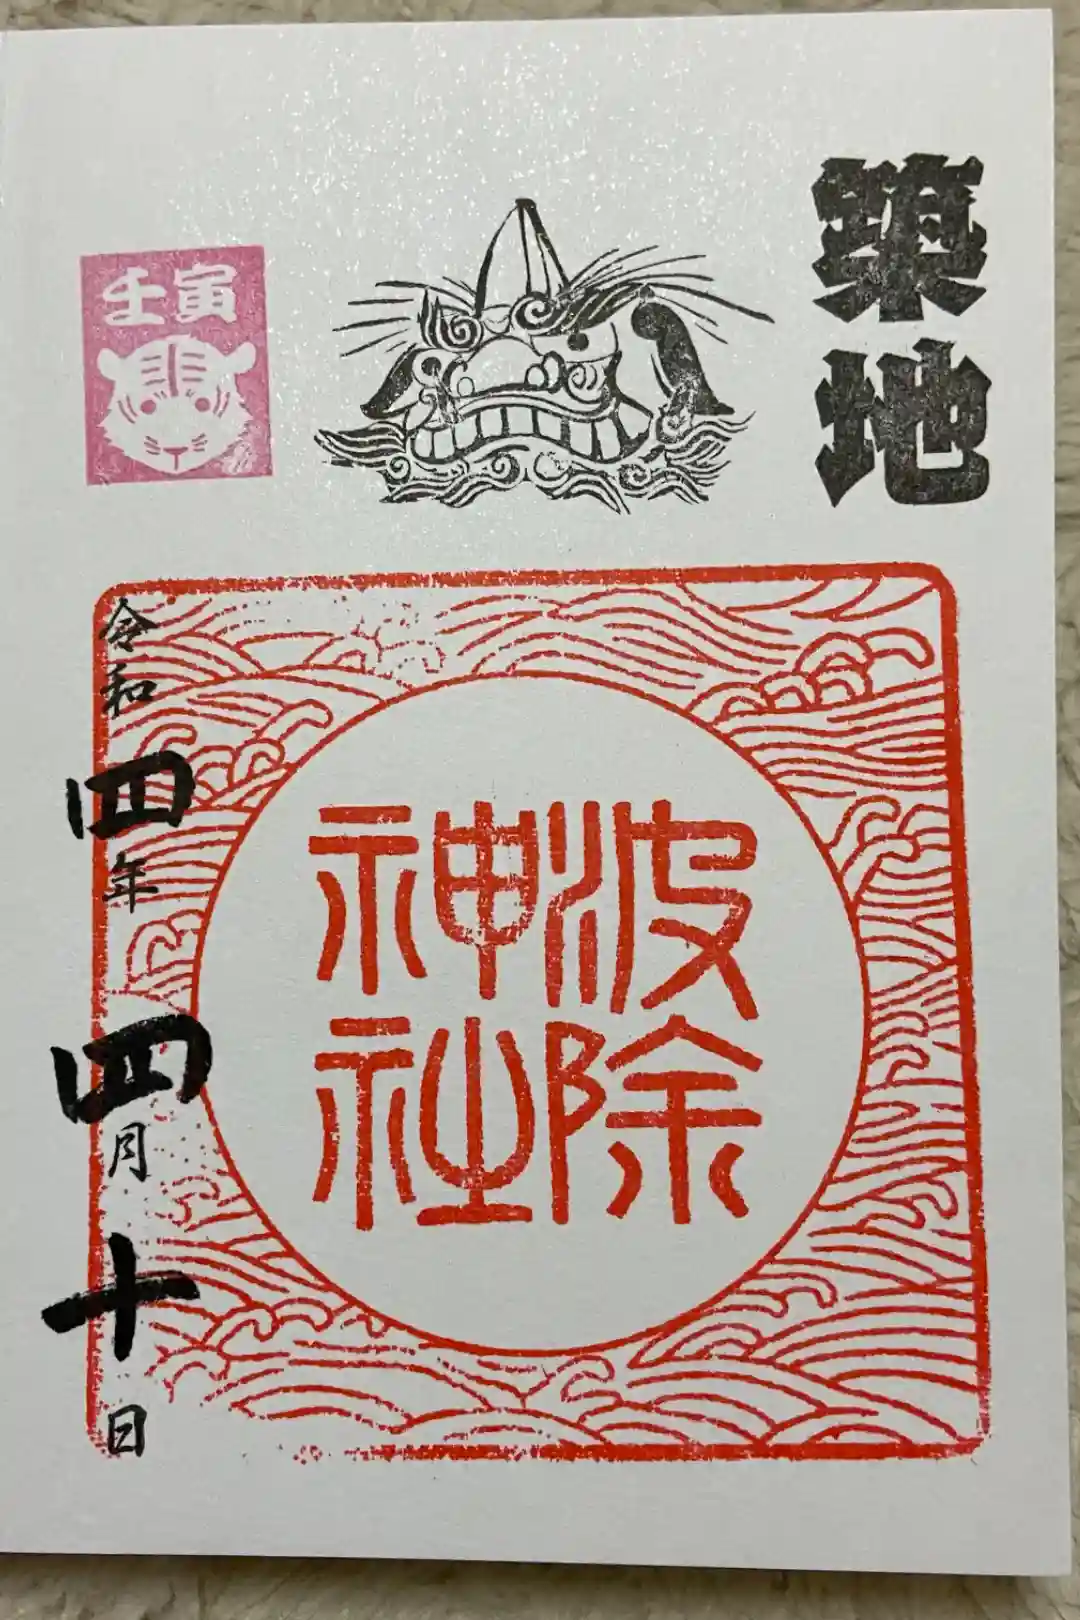 築地
壬寅
波除
神社
令和四年四月十日